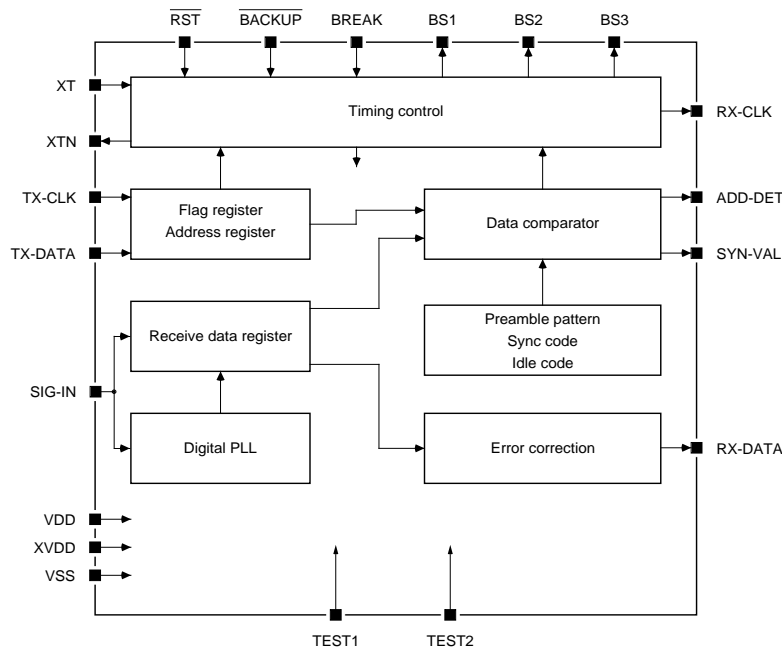 RST
BACKUP
BREAK
BS1
BS2
BS3
XT
Timing control
RX-CLK
XTN
TX-CLK
Flag register
Address register
TX-DATA
Data comparator
ADD-DET
SYN-VAL
Receive data register
Preamble pattern
Sync code
Idle code
SIG-IN
Digital PLL
Error correction
RX-DATA
VDD
XVDD
VSS
TEST1
TEST2